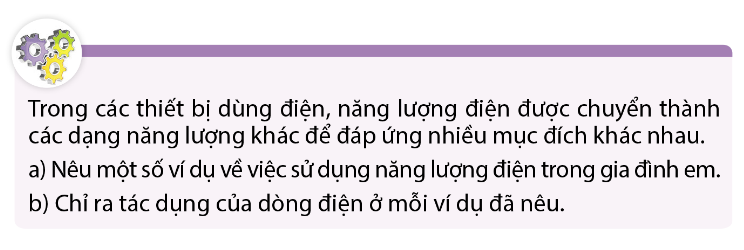 Trong các thiết bị dùng điện, năng lượng điện được chuyển thành
các dạng năng lượng khác để đáp ứng nhiều mục đích khác nhau.
a) Nêu một số ví dụ về việc sử dụng năng lượng điện trong gia đình em.
b) Chỉ ra tác dụng của dòng điện ở mỗi ví dụ đã nêu.